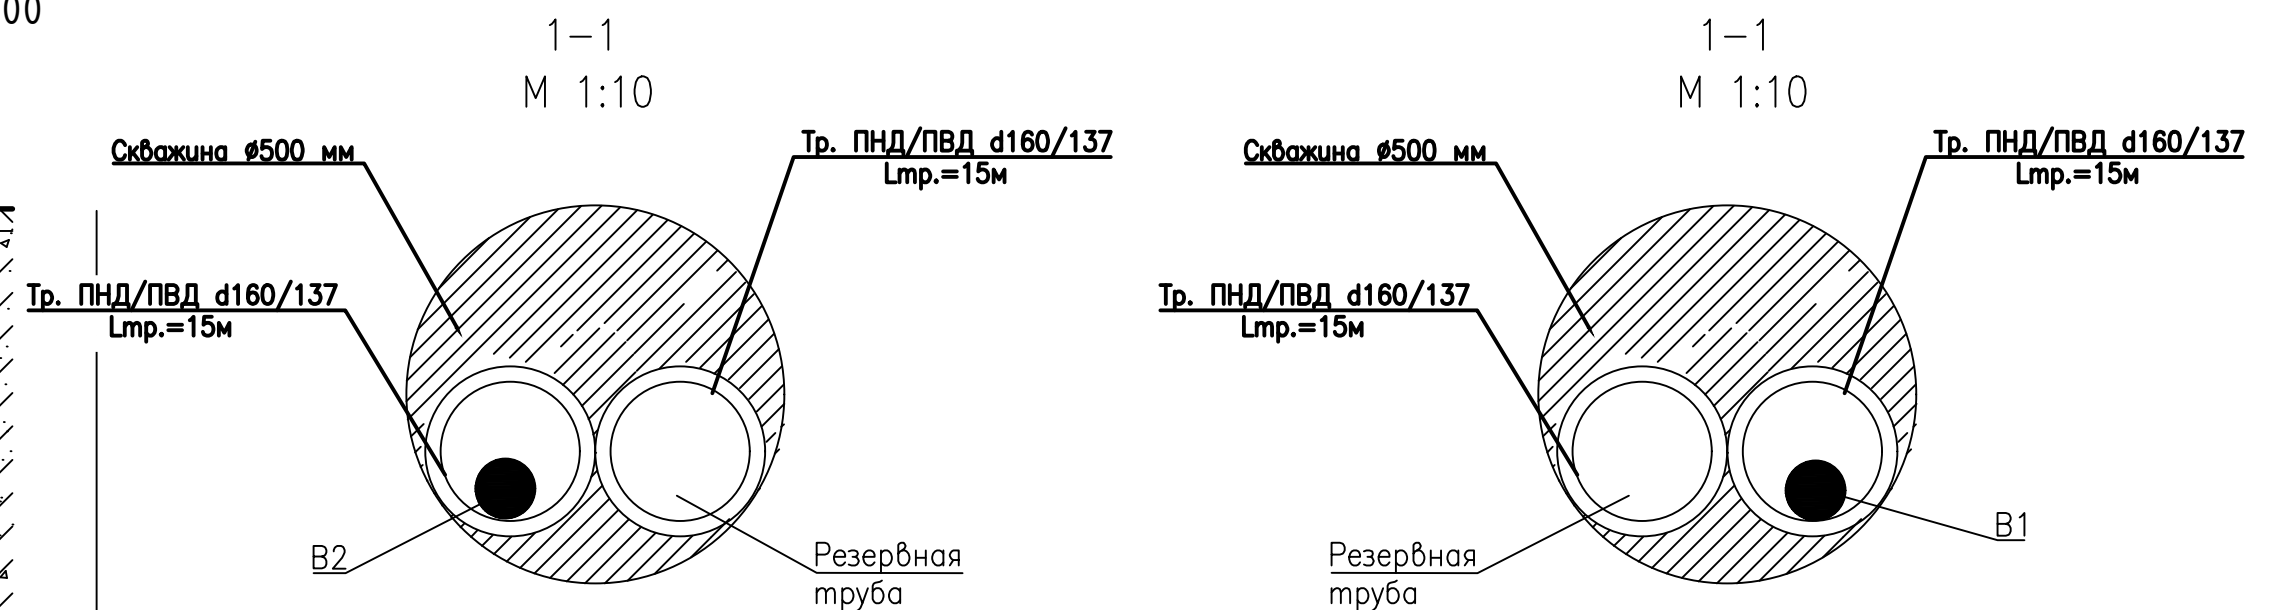 00
1-1
М 1:10
Скважина ø500 мм
Тр. ПНД/ПВД d160/137
Lтр.=15м
Тр. ПНД/ПВД d160/137
Lтр.=15м
В2
Резервная
труба
1-1
М 1:10
Скважина ø500 мм
Тр. ПНД/ПВД d160/137
Lтр.=15м
Тр. ПНД/ПВД d160/137
Lтр.=15м
В1
Резервная
труба